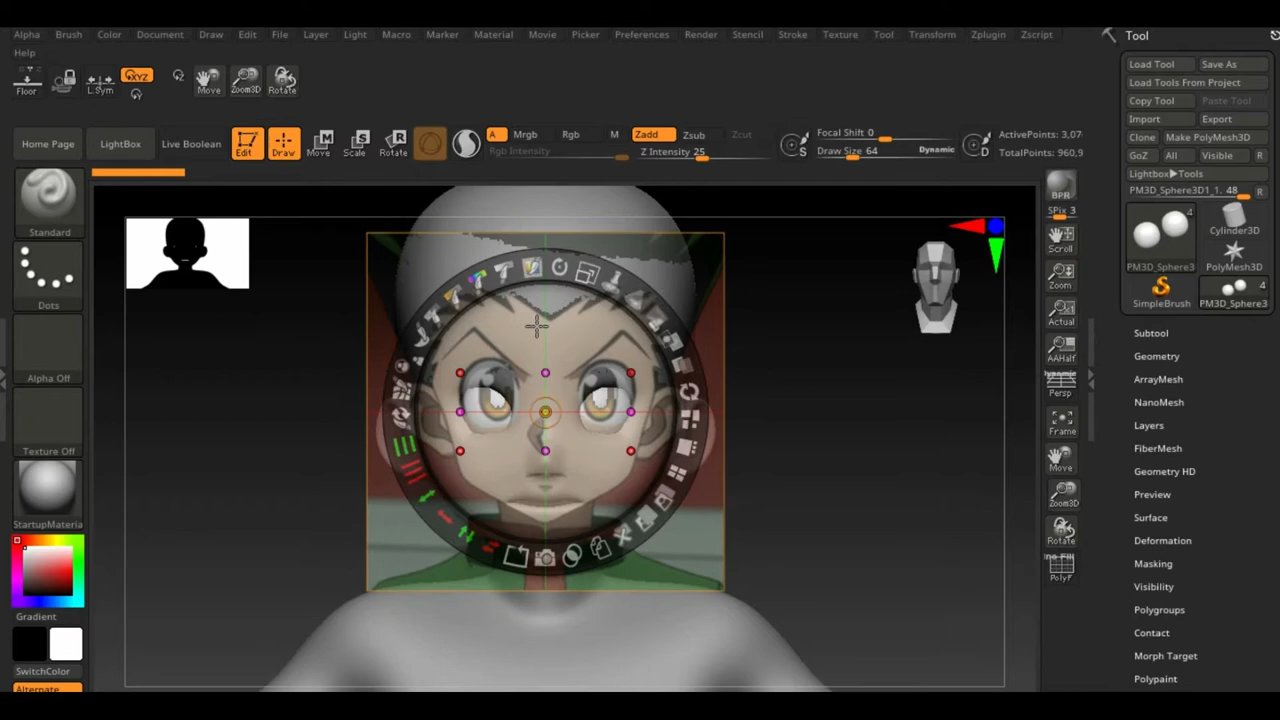 Alpha Brush Color Document Draw Edit File Layer Light Macro Marker Material Movie Picker Preferences Render Stencil Stroke Texture Tool Transform Zplugin Zscript
Help
Floor L.Sym XYZ Y Z Move Zoom3D Rotate
Home Page LightBox Live Boolean Edit Draw Move Scale Rotate
A Mrgb Rgb M Zadd Zsub Zcut
Rgb Intensity Z Intensity 25
S Focal Shift 0
Draw Size 64 Dynamic
D ActivePoints: 3,07
TotalPoints: 960,9
Standard
Dots
Alpha Off
Texture Off
StartupMateria
Gradient
SwitchColor
Alternate
BPR
SPix 3
Scroll
Zoom
Actual
AAHalf
Dynamic
Persp
Frame
Move
Zoom3D
Rotate
PolyF
Tool
Load Tool Save As
Load Tools From Project
Copy Tool Paste Tool
Import Export
Clone Make PolyMesh3D
GoZ All Visible R
Lightbox▶Tools
PM3D_Sphere3D1_1. 48 R
4
PM3D_Sphere3 Cylinder3D
PolyMesh3D
4
SimpleBrush PM3D_Sphere3
Subtool
Geometry
ArrayMesh
NanoMesh
Layers
FiberMesh
Geometry HD
Preview
Surface
Deformation
Masking
Visibility
Polygroups
Contact
Morph Target
Polypaint